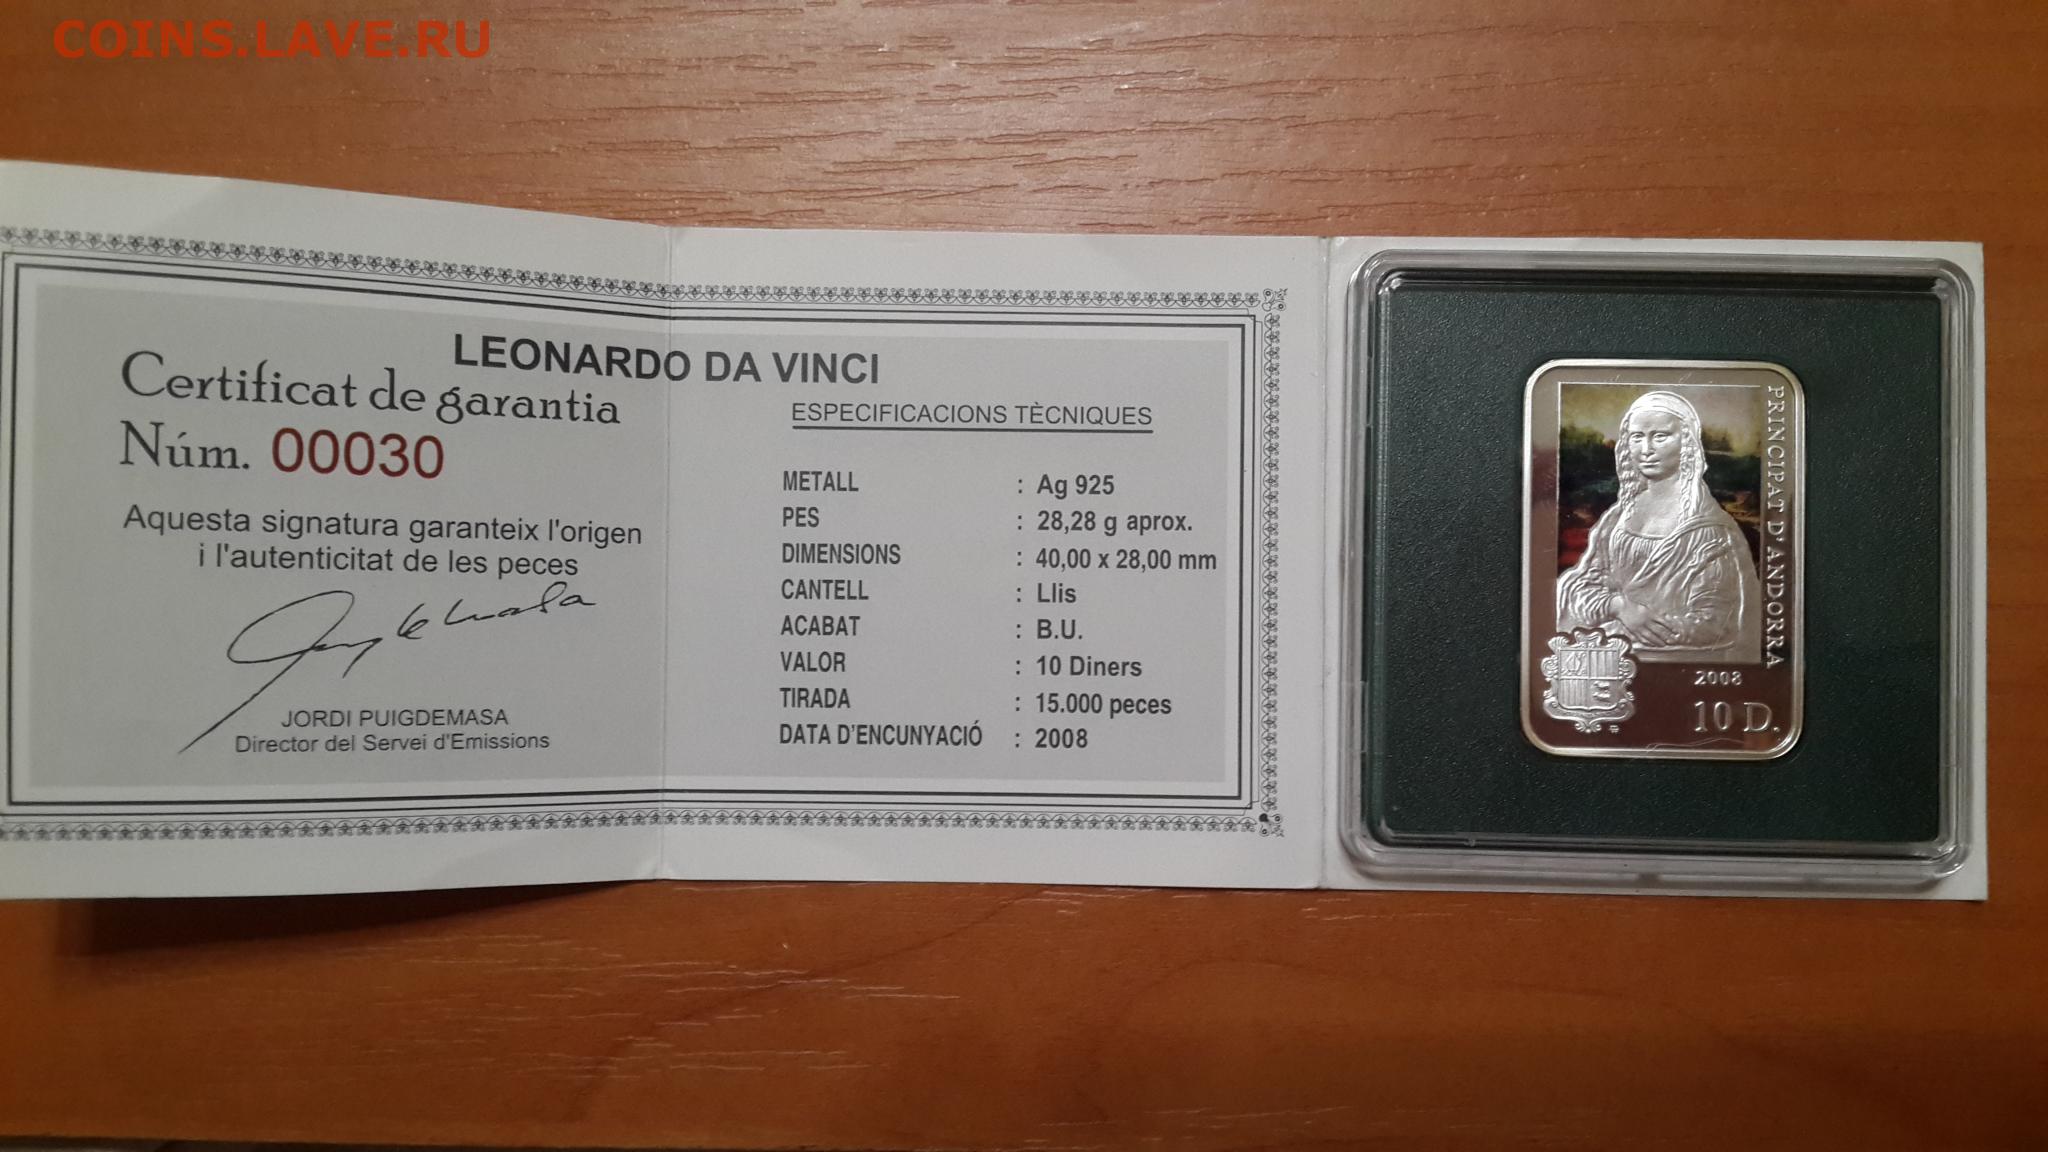 COINS.LAVE.RU
LEONARDO DA VINCI
Certificat de garantia
Núm. 00030
Aquesta signatura garanteix l'origen
i l'autenticitat de les peces
JORDI PUIGDEMASA
Director del Servei d'Emissions
ESPECIFICACIONS TÈCNIQUES
METALL : Ag 925
PES : 28,28 g aprox.
DIMENSIONS : 40,00 x 28,00 mm
CANTELL : Llis
ACABAT : B.U.
VALOR : 10 Diners
TIRADA : 15.000 peces
DATA D'ENCUNYACIÓ : 2008
PRINCIPAT D'ANDORRA
2008
10 D.